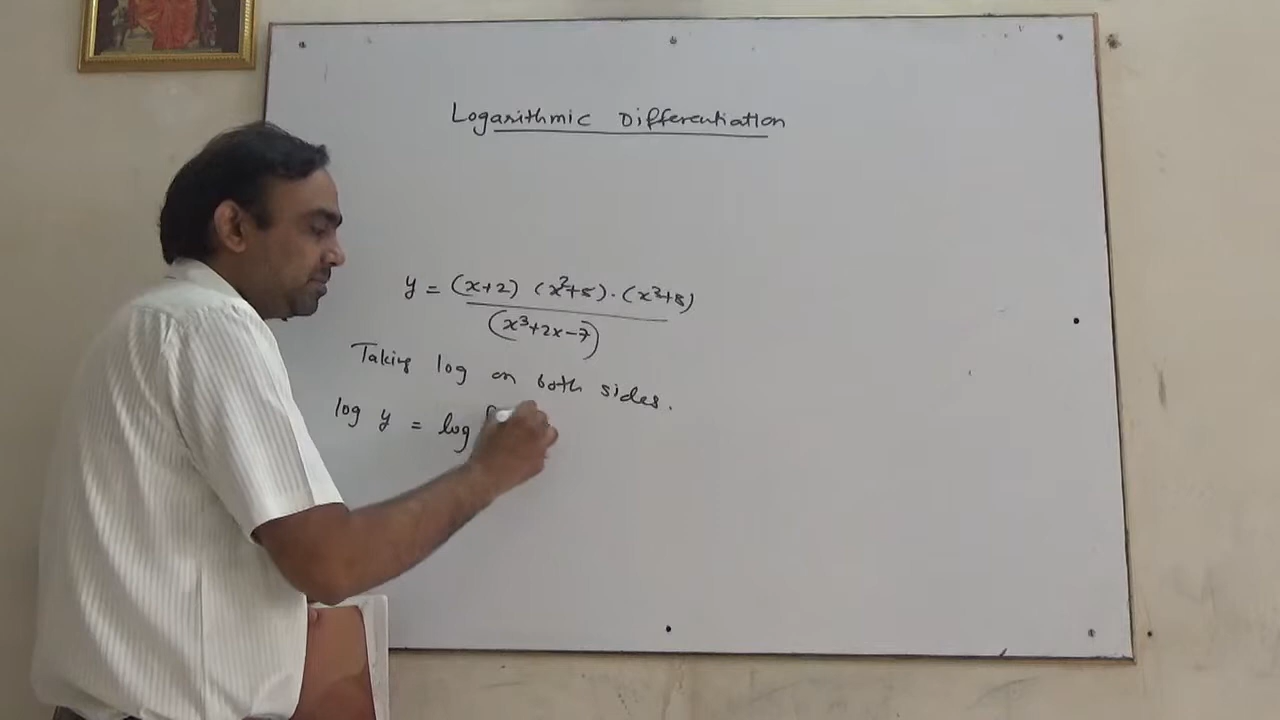 Logarithmic Differentiation
y = (x+2) (x²+5) . (x³+8)
(x³+2x-7)
Taking log on both sides.
log y = log